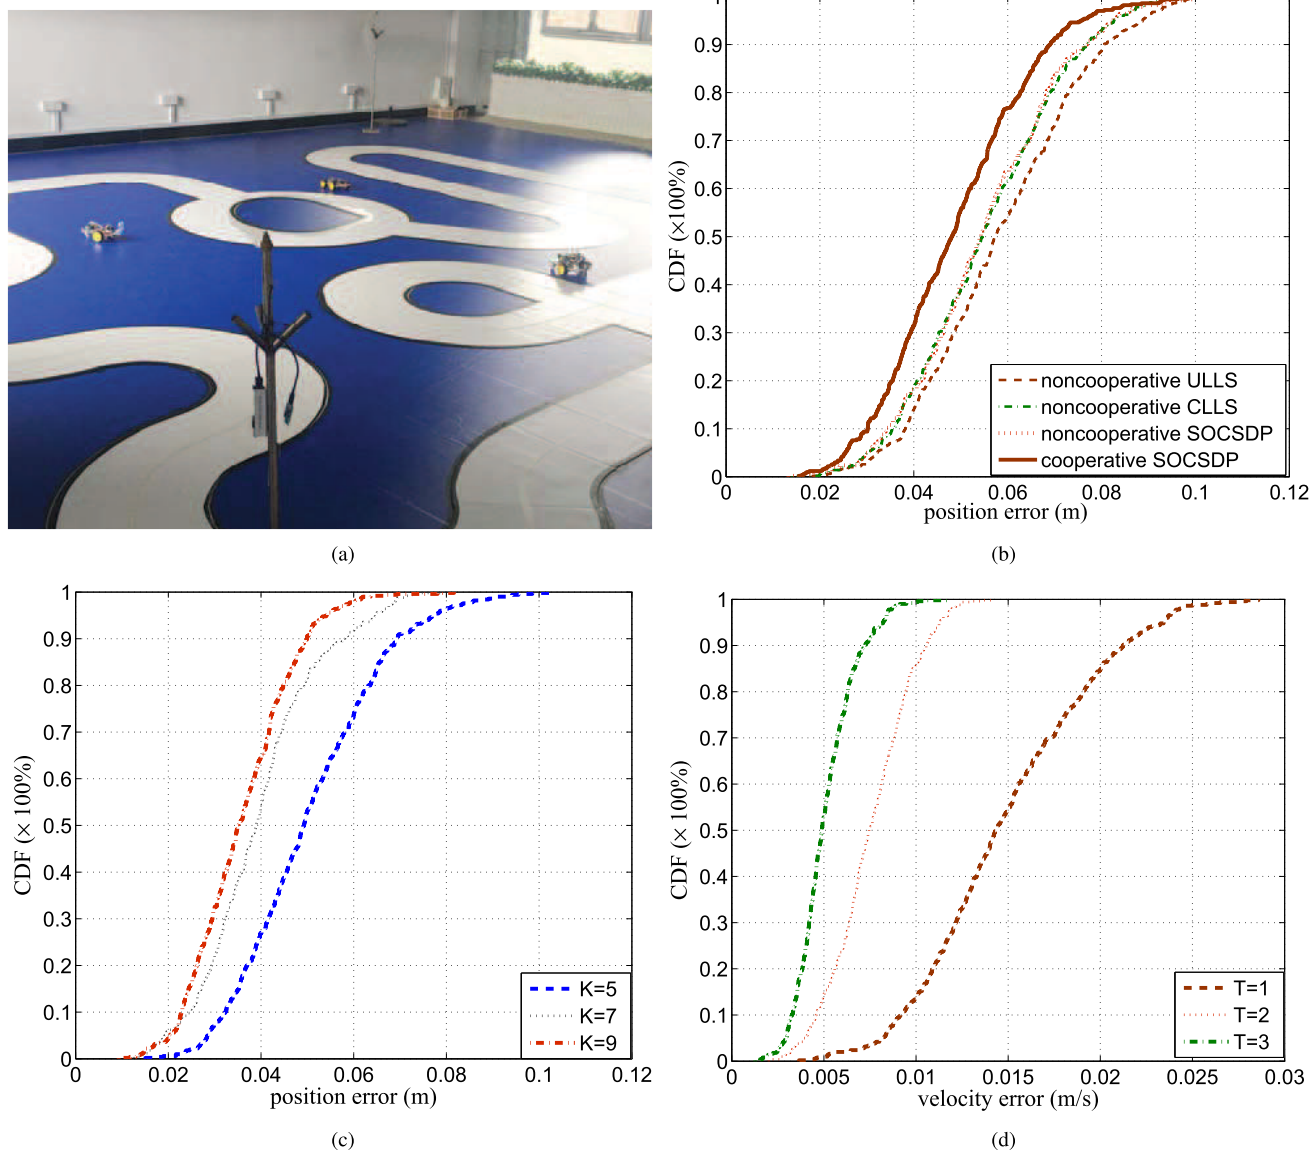 1
0.9
0.8
0.7
0.6
0.5
0.4
0.3
0.2
0.1
0
CDF (×100%)
noncooperative ULLS
noncooperative CLLS
noncooperative SOCSDP
cooperative SOCSDP
0 0.02 0.04 0.06 0.08 0.1 0.12
position error (m)
(a)
(b)
1
0.9
0.8
0.7
0.6
0.5
0.4
0.3
0.2
0.1
0
CDF (× 100%)
K=5
K=7
K=9
0 0.02 0.04 0.06 0.08 0.1 0.12
position error (m)
(c)
1
0.9
0.8
0.7
0.6
0.5
0.4
0.3
0.2
0.1
0
CDF (× 100%)
T=1
T=2
T=3
0 0.005 0.01 0.015 0.02 0.025 0.03
velocity error (m/s)
(d)